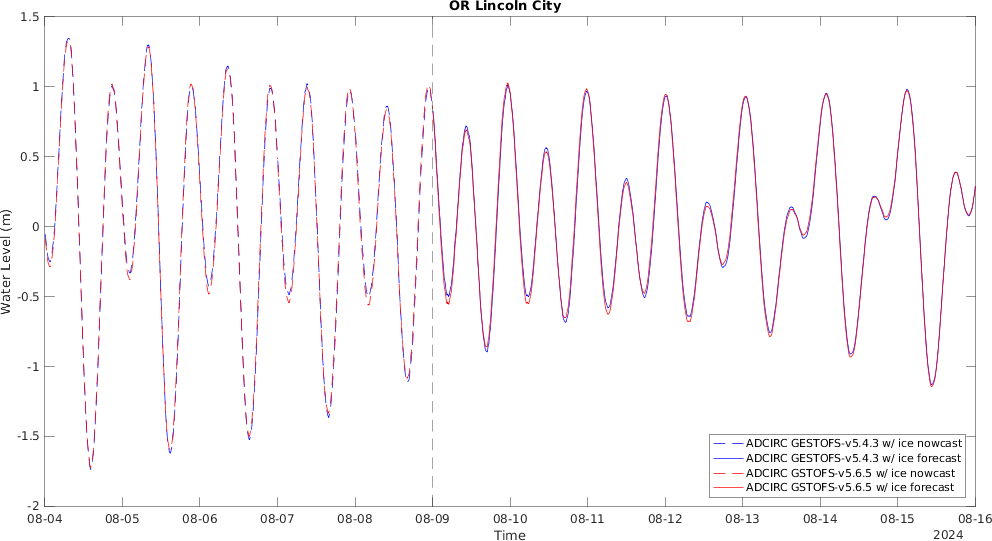 OR Lincoln City
1.5
1
0.5
0
-0.5
-1
-1.5
-2
Water Level (m)
08-04 08-05 08-06 08-07 08-08 08-09 08-10 08-11 08-12 08-13 08-14 08-15 08-16
Time
2024
ADCIRC GESTOFS-v5.4.3 w/ ice nowcast
ADCIRC GESTOFS-v5.4.3 w/ ice forecast
ADCIRC GSTOFS-v5.6.5 w/ ice nowcast
ADCIRC GSTOFS-v5.6.5 w/ ice forecast